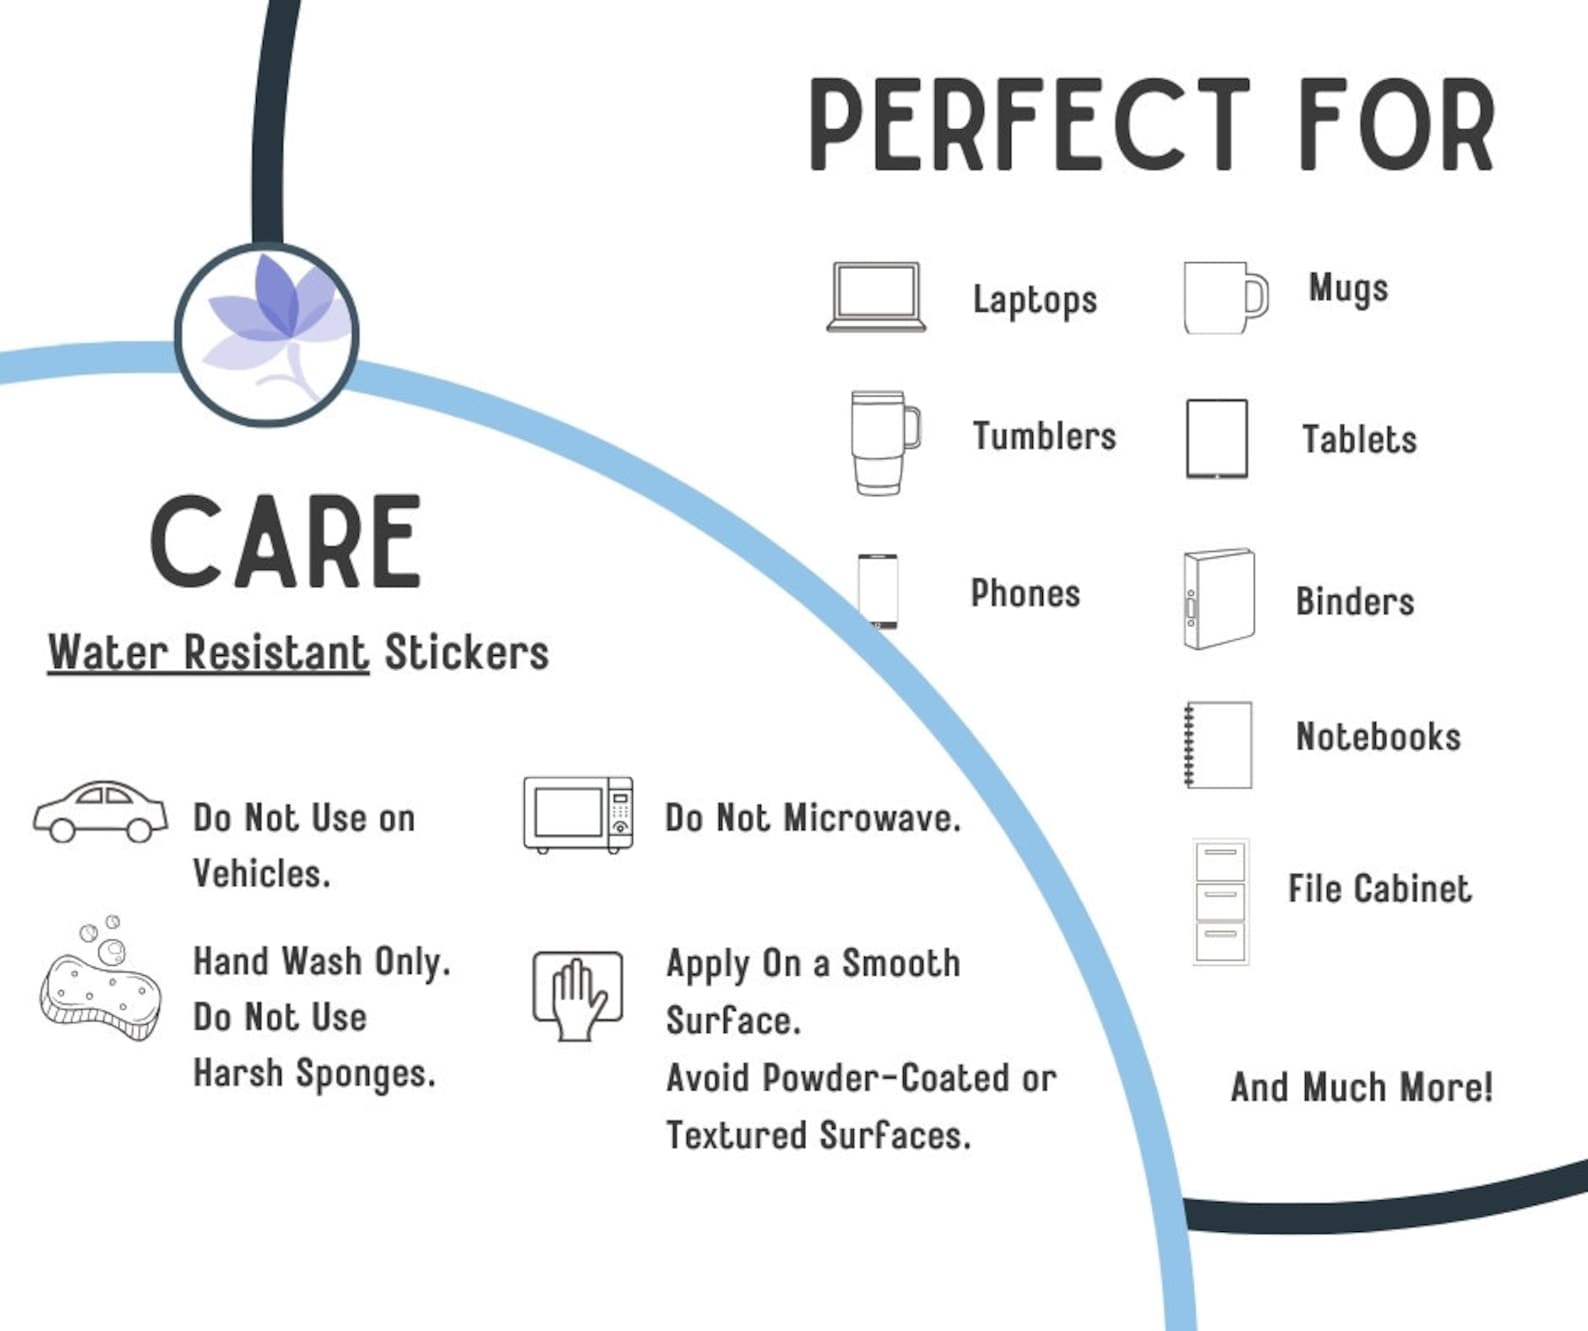 PERFECT FOR
Laptops
Mugs
Tumblers
Tablets
Phones
Binders
Notebooks
File Cabinet
And Much More!
CARE
Water Resistant Stickers
Do Not Use on
Vehicles.
Do Not Microwave.
Hand Wash Only.
Do Not Use
Harsh Sponges.
Apply On a Smooth
Surface.
Avoid Powder-Coated or
Textured Surfaces.